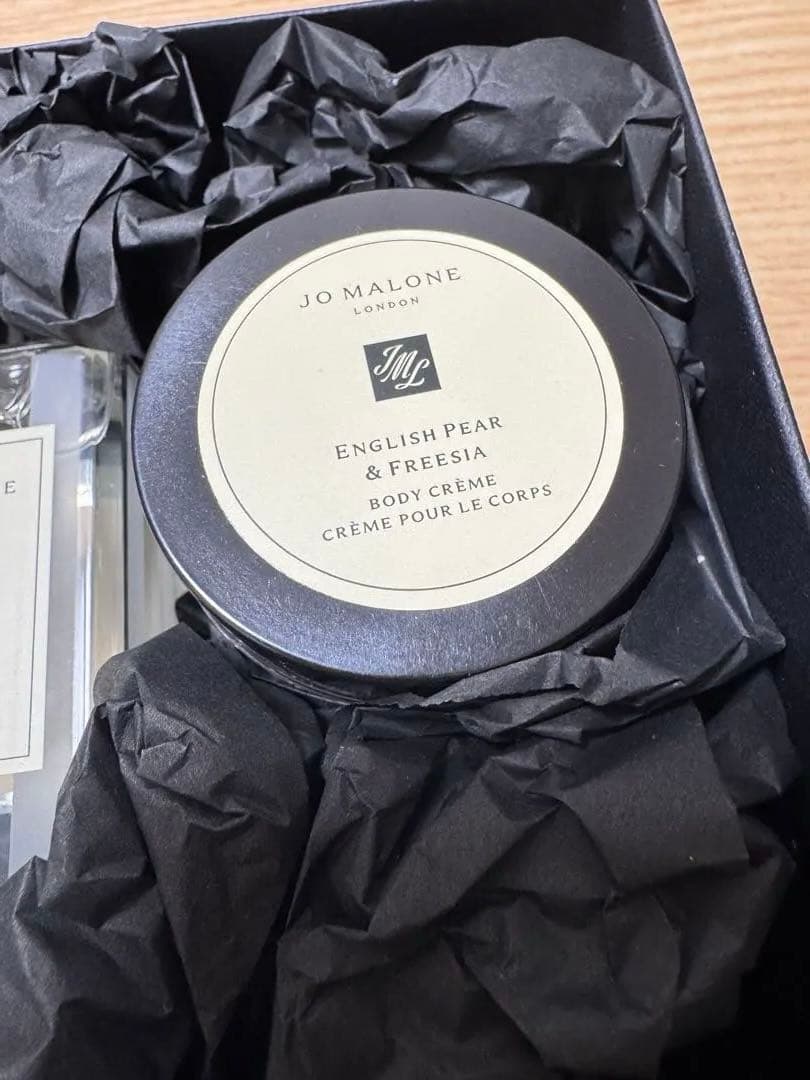 JO MALONE
LONDON
JML
ENGLISH PEAR
& FREESIA
BODY CRÈME
CRÈME POUR LE CORPS
E